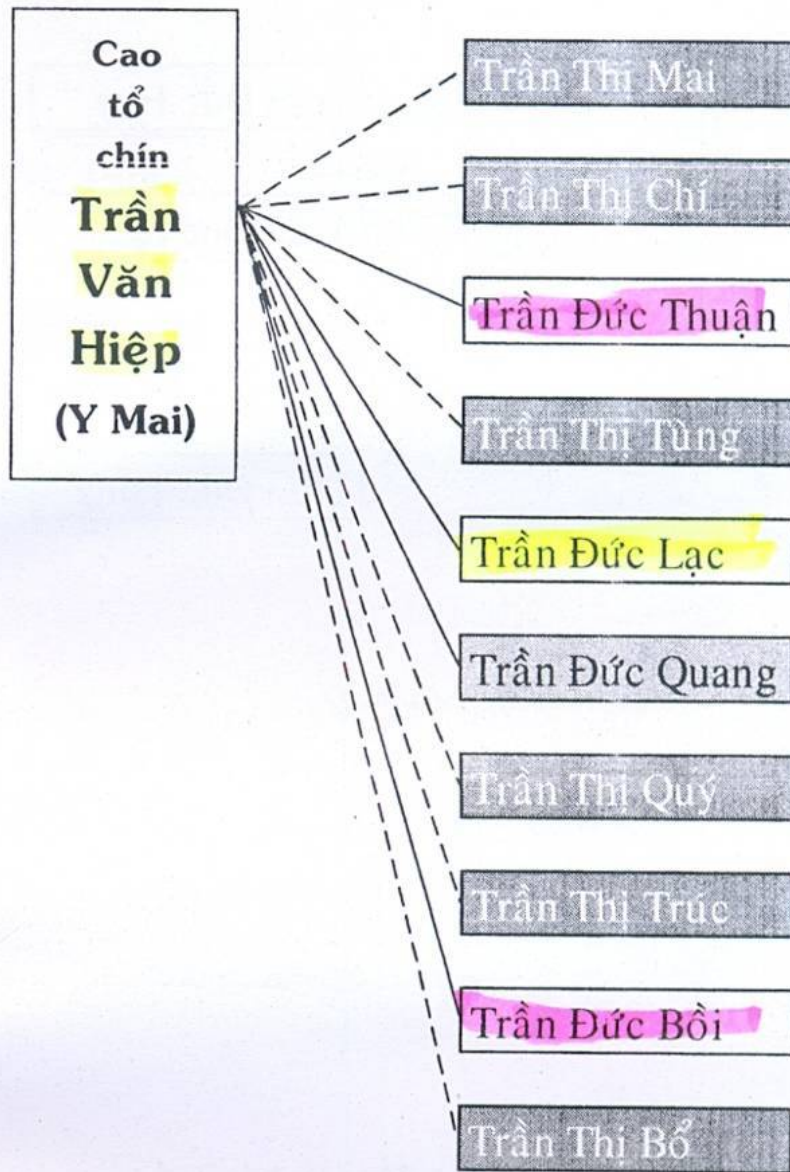 Cao
tổ
chín
Trần
Văn
Hiệp
(Y Mai)
Trần Thị Mai
Trần Thị Chí
Trần Đức Thuận
Trần Thị Tùng
Trần Đức Lạc
Trần Đức Quang
Trần Thị Quý
Trần Thị Trúc
Trần Đức Bồi
Trần Thị Bổ